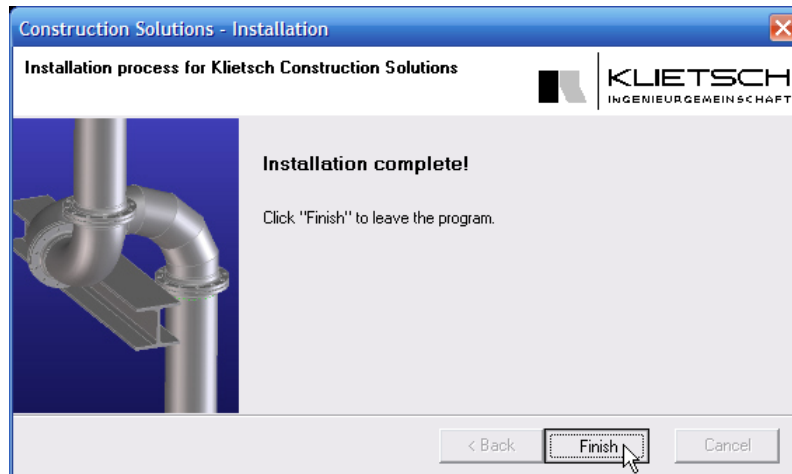 Construction Solutions - Installation
Installation process for Klietsch Construction Solutions
KLIETSCH
INGENIEURGEMEINSCHAFT
Installation complete!
Click "Finish" to leave the program.
< Back
Finish
Cancel